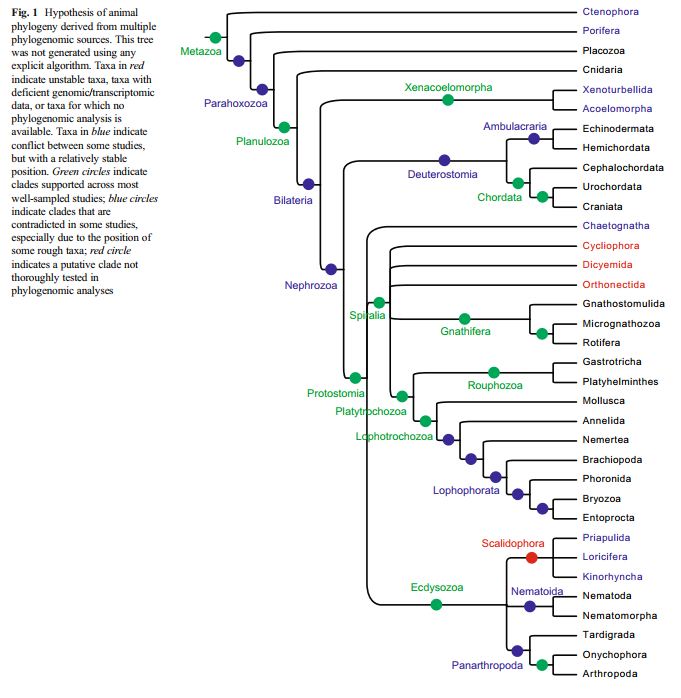 Fig. 1 Hypothesis of animal
phylogeny derived from multiple
phylogenomic sources. This tree
was not generated using any
explicit algorithm. Taxa in red
indicate unstable taxa, taxa with
deficient genomic/transcriptomic
data, or taxa for which no
phylogenomic analysis is
available. Taxa in blue indicate
conflict between some studies,
but with a relatively stable
position. Green circles indicate
clades supported across most
well-sampled studies; blue circles
indicate clades that are
contradicted in some studies,
especially due to the position of
some rough taxa; red circle
indicates a putative clade not
thoroughly tested in
phylogenomic analyses
Metazoa
Parahoxozoa
Planulozoa
Bilateria
Nephrozoa
Protostomia
Xenacoelomorpha
Ambulacraria
Deuterostomia
Chordata
Spiralia
Gnathifera
Rouphozoa
Platytrochozoa
Lophotrochozoa
Lophophorata
Scalidophora
Ecdysozoa
Nematoida
Panarthropoda
Ctenophora
Porifera
Placozoa
Cnidaria
Xenoturbellida
Acoelomorpha
Echinodermata
Hemichordata
Cephalochordata
Urochordata
Craniata
Chaetognatha
Cycliophora
Dicyemida
Orthonectida
Gnathostomulida
Micrognathozoa
Rotifera
Gastrotricha
Platyhelminthes
Mollusca
Annelida
Nemertea
Brachiopoda
Phoronida
Bryozoa
Entoprocta
Priapulida
Loricifera
Kinorhyncha
Nematoda
Nematomorpha
Tardigrada
Onychophora
Arthropoda